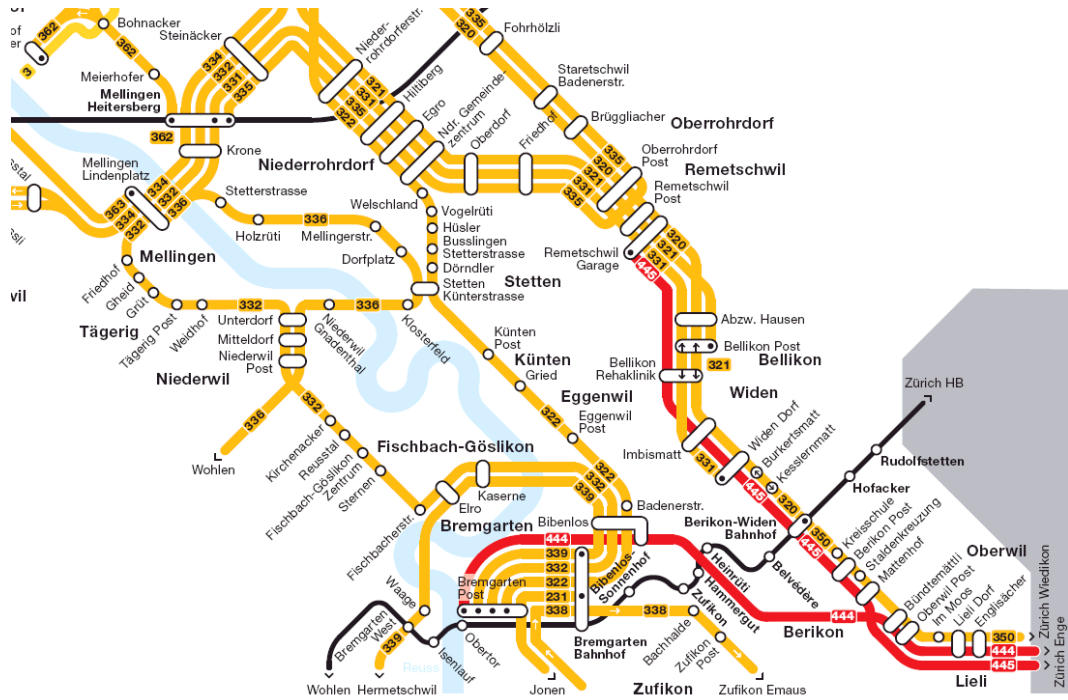 362
3
Bohnacker
362
Meierhofer
Mellingen
Heitersberg
362
Steinäcker
334
332
331
335
Krone
Mellingen
Lindenplatz
334
332
336
363
334
332
Mellingen
Stetterstrasse
Holzrüti
336
Mellingerstr.
Dorfplatz
Friedhof
Gheid
Grüt
Tägerig Post
Weidhof
Tägerig
332
Unterdorf
Mitteldorf
Niederwil
Post
Niederwil
Niederwil
Gnadenthal
336
Klosterfeld
336
Wohlen
332
Kirchenacker
Reusstal
Fischbach-Göslikon
Zentrum
Sternen
Fischbacherstr.
Nieder-
rohrdorferstr.
321
331
335
322
Hiltiberg
Egro
Ndr. Gemeinde-
zentrum
Oberdorf
Friedhof
Niederrohrdorf
Welschland
Vogelrüti
Hüsler
Busslingen
Stetterstrasse
Dörndler
Stetten
Künterstrasse
Stetten
335
320
Fohrhölzli
Staretschwil
Badenerstr.
Brüggliacher
Oberrohrdorf
335
320
321
331
335
Oberrohrdorf
Post
Remetschwil
Remetschwil
Post
320
321
331
445
Remetschwil
Garage
Abzw. Hausen
Bellikon Post
Bellikon
Bellikon
Rehaklinik
321
Widen
Künten
Post
Künten
Gried
Eggenwil
322
Eggenwil
Post
Imbismatt
331
445
Widen Dorf
Burkertsmatt
Kesslernmatt
320
445
Berikon-Widen
Bahnhof
350
Kreisschule
Berikon Post
Staldenkreuzung
Mattenhof
Oberwil
Bündtemättli
Oberwil Post
Im Moos
Lieli Dorf
Englisächer
350
444
445
Lieli
Zürich HB
Rudolfstetten
Hofacker
Belvédère
Zürich Wiedikon
Zürich Enge
Fischbach-Göslikon
Kaserne
Elro
Bremgarten
322
332
339
Badenerstr.
Bibenlos
444
339
332
322
231
338
Bremgarten
Post
Bibenlos-
Sonnenhof
Heinrüti
Hammergut
Zufikon
444
Berikon
Bremgarten
Bahnhof
338
Bachhalde
Zufikon
Post
Zufikon
Zufikon Emaus
Waage
Bremgarten
West
339
Isenlauf
Obertor
Reuss
Wohlen
Hermetschwil
Jonen